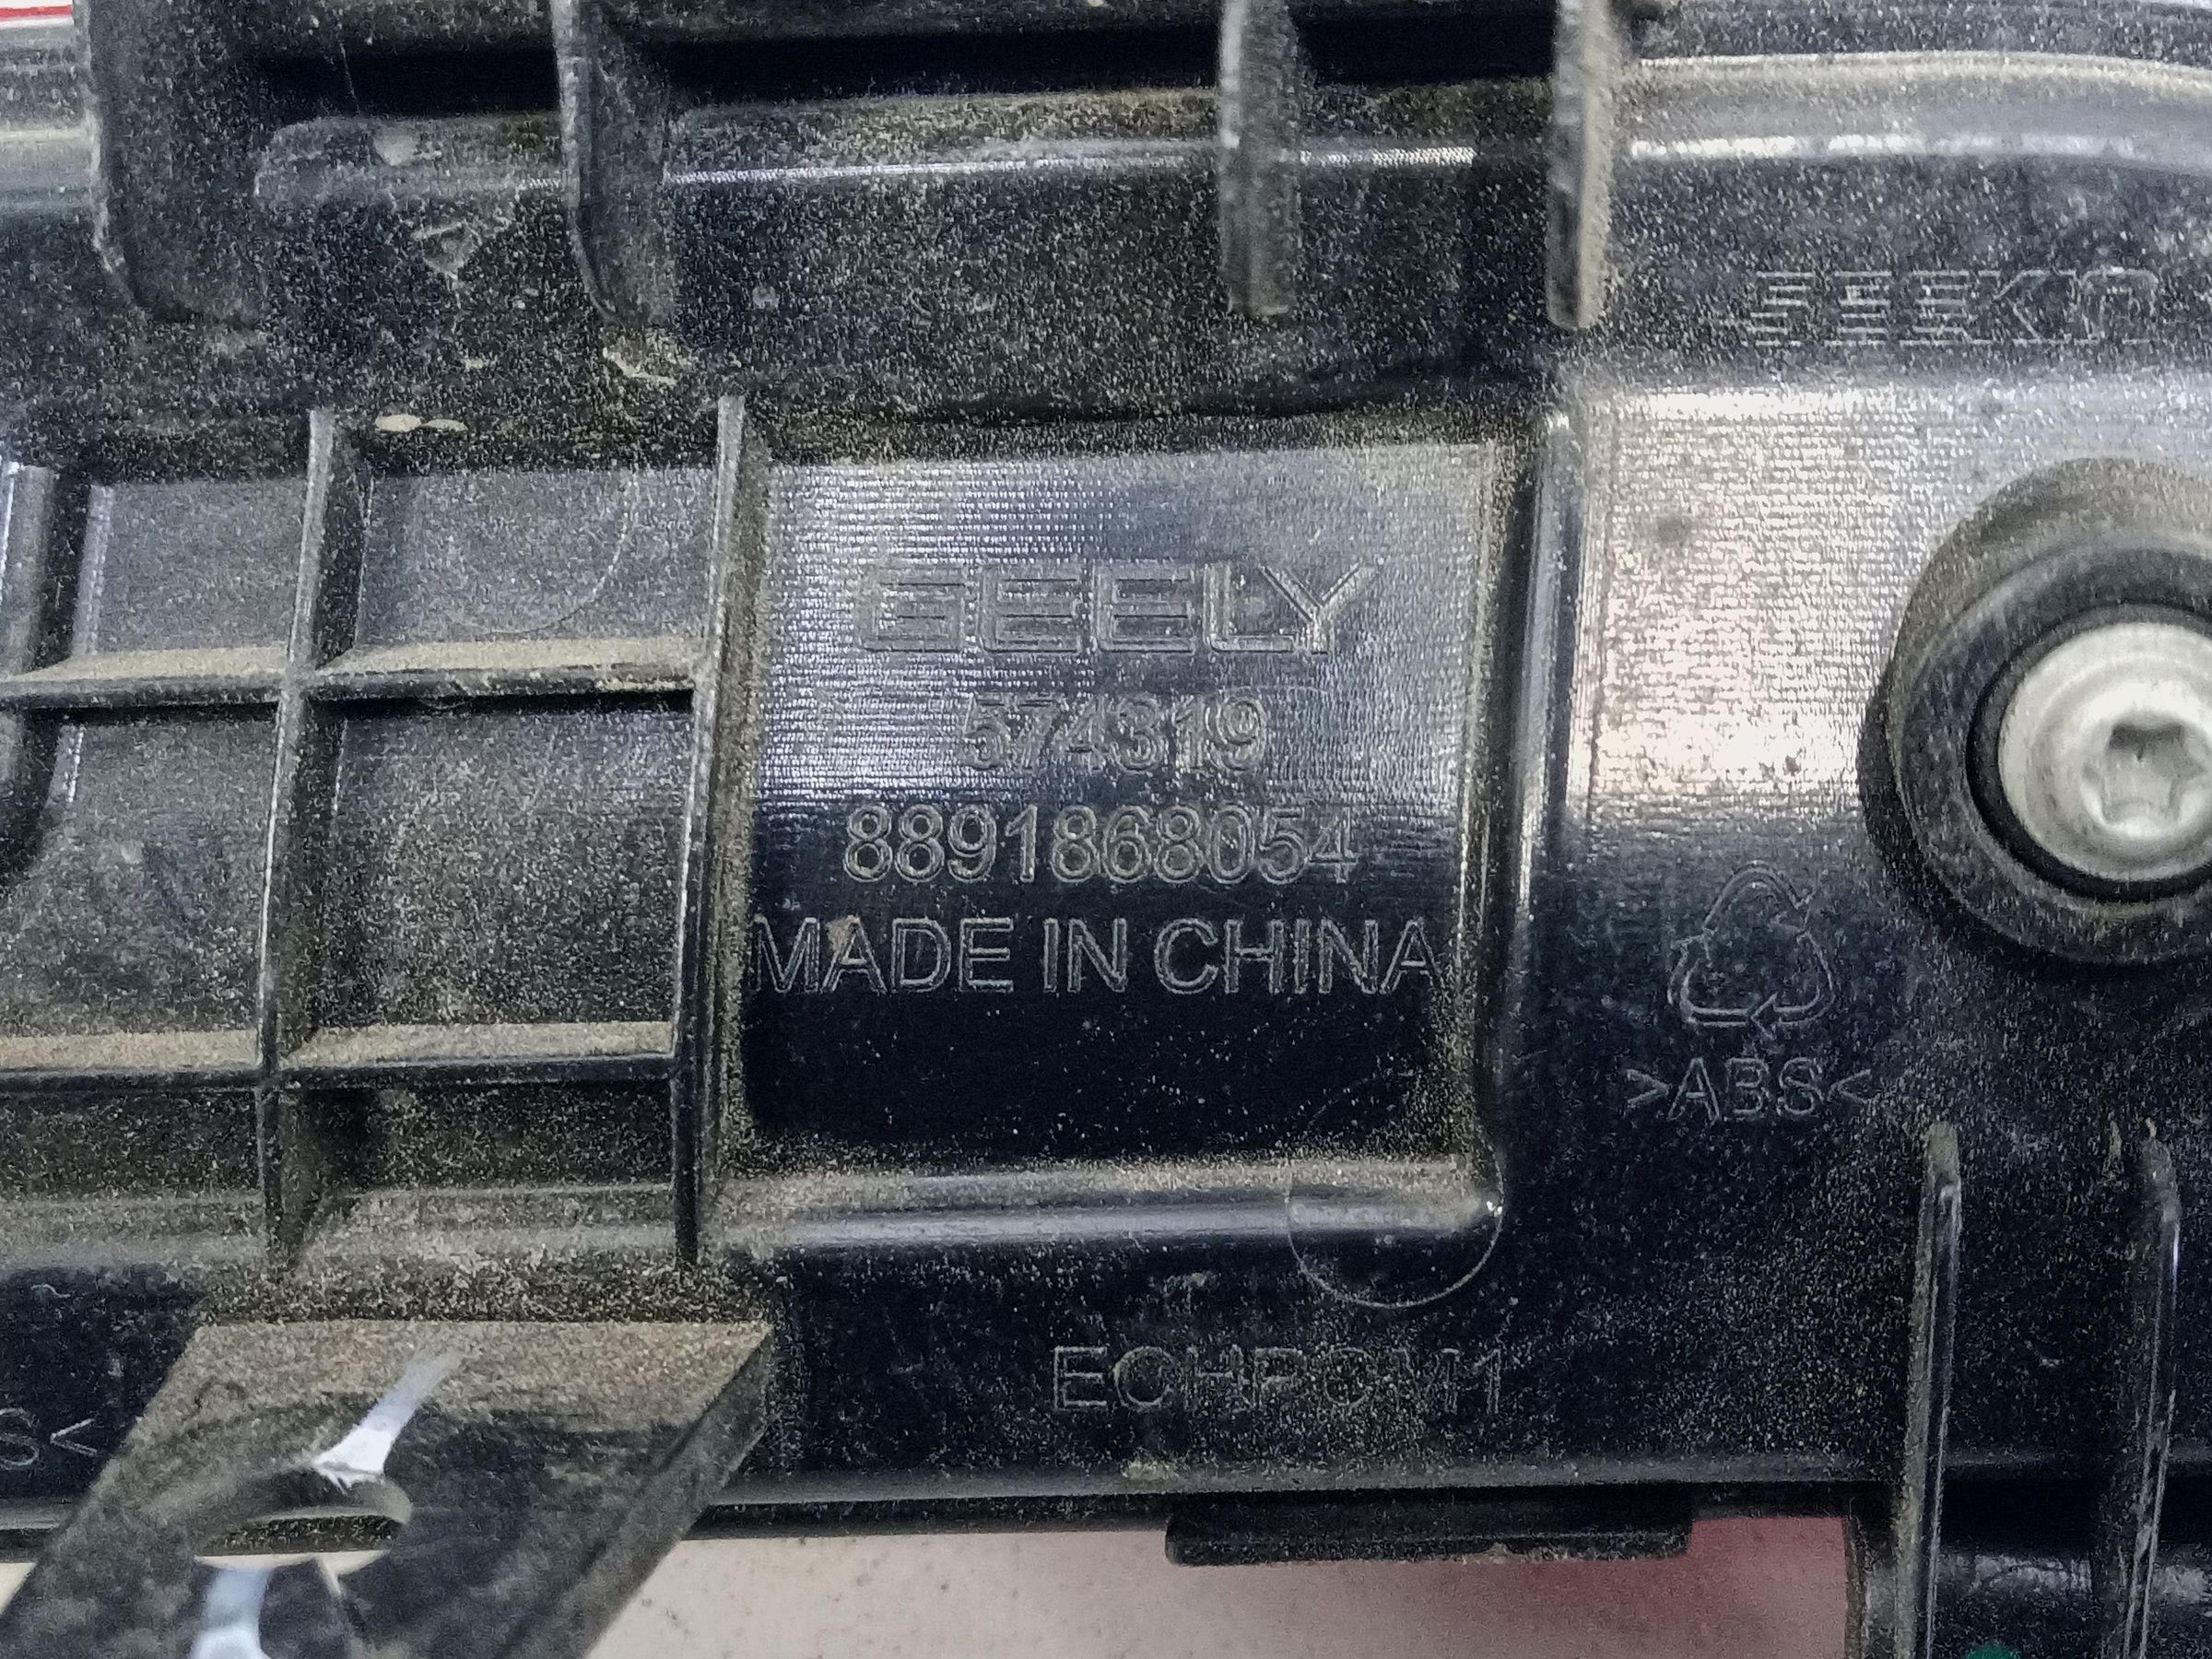 GEELY
574319
8891868054
MADE IN CHINA
>ABS<
S<